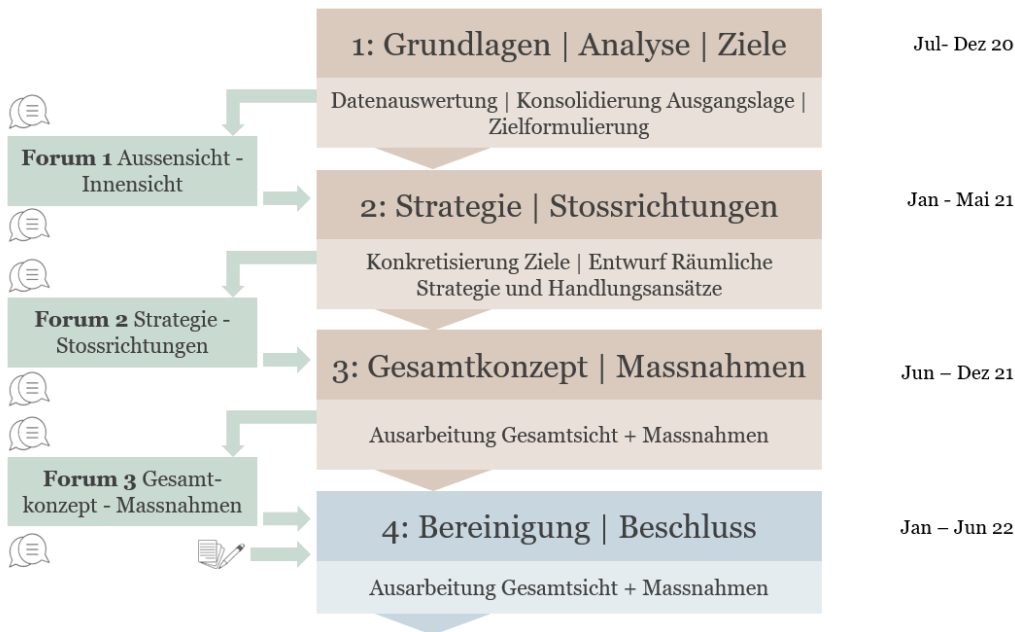 1: Grundlagen | Analyse | Ziele
Jul- Dez 20
Datenauswertung | Konsolidierung Ausgangslage |
Zielformulierung
Forum 1 Aussensicht -
Innensicht
2: Strategie | Stossrichtungen
Jan - Mai 21
Konkretisierung Ziele | Entwurf Räumliche
Strategie und Handlungsansätze
Forum 2 Strategie -
Stossrichtungen
3: Gesamtkonzept | Massnahmen
Jun – Dez 21
Ausarbeitung Gesamtsicht + Massnahmen
Forum 3 Gesamt-
konzept - Massnahmen
4: Bereinigung | Beschluss
Jan – Jun 22
Ausarbeitung Gesamtsicht + Massnahmen